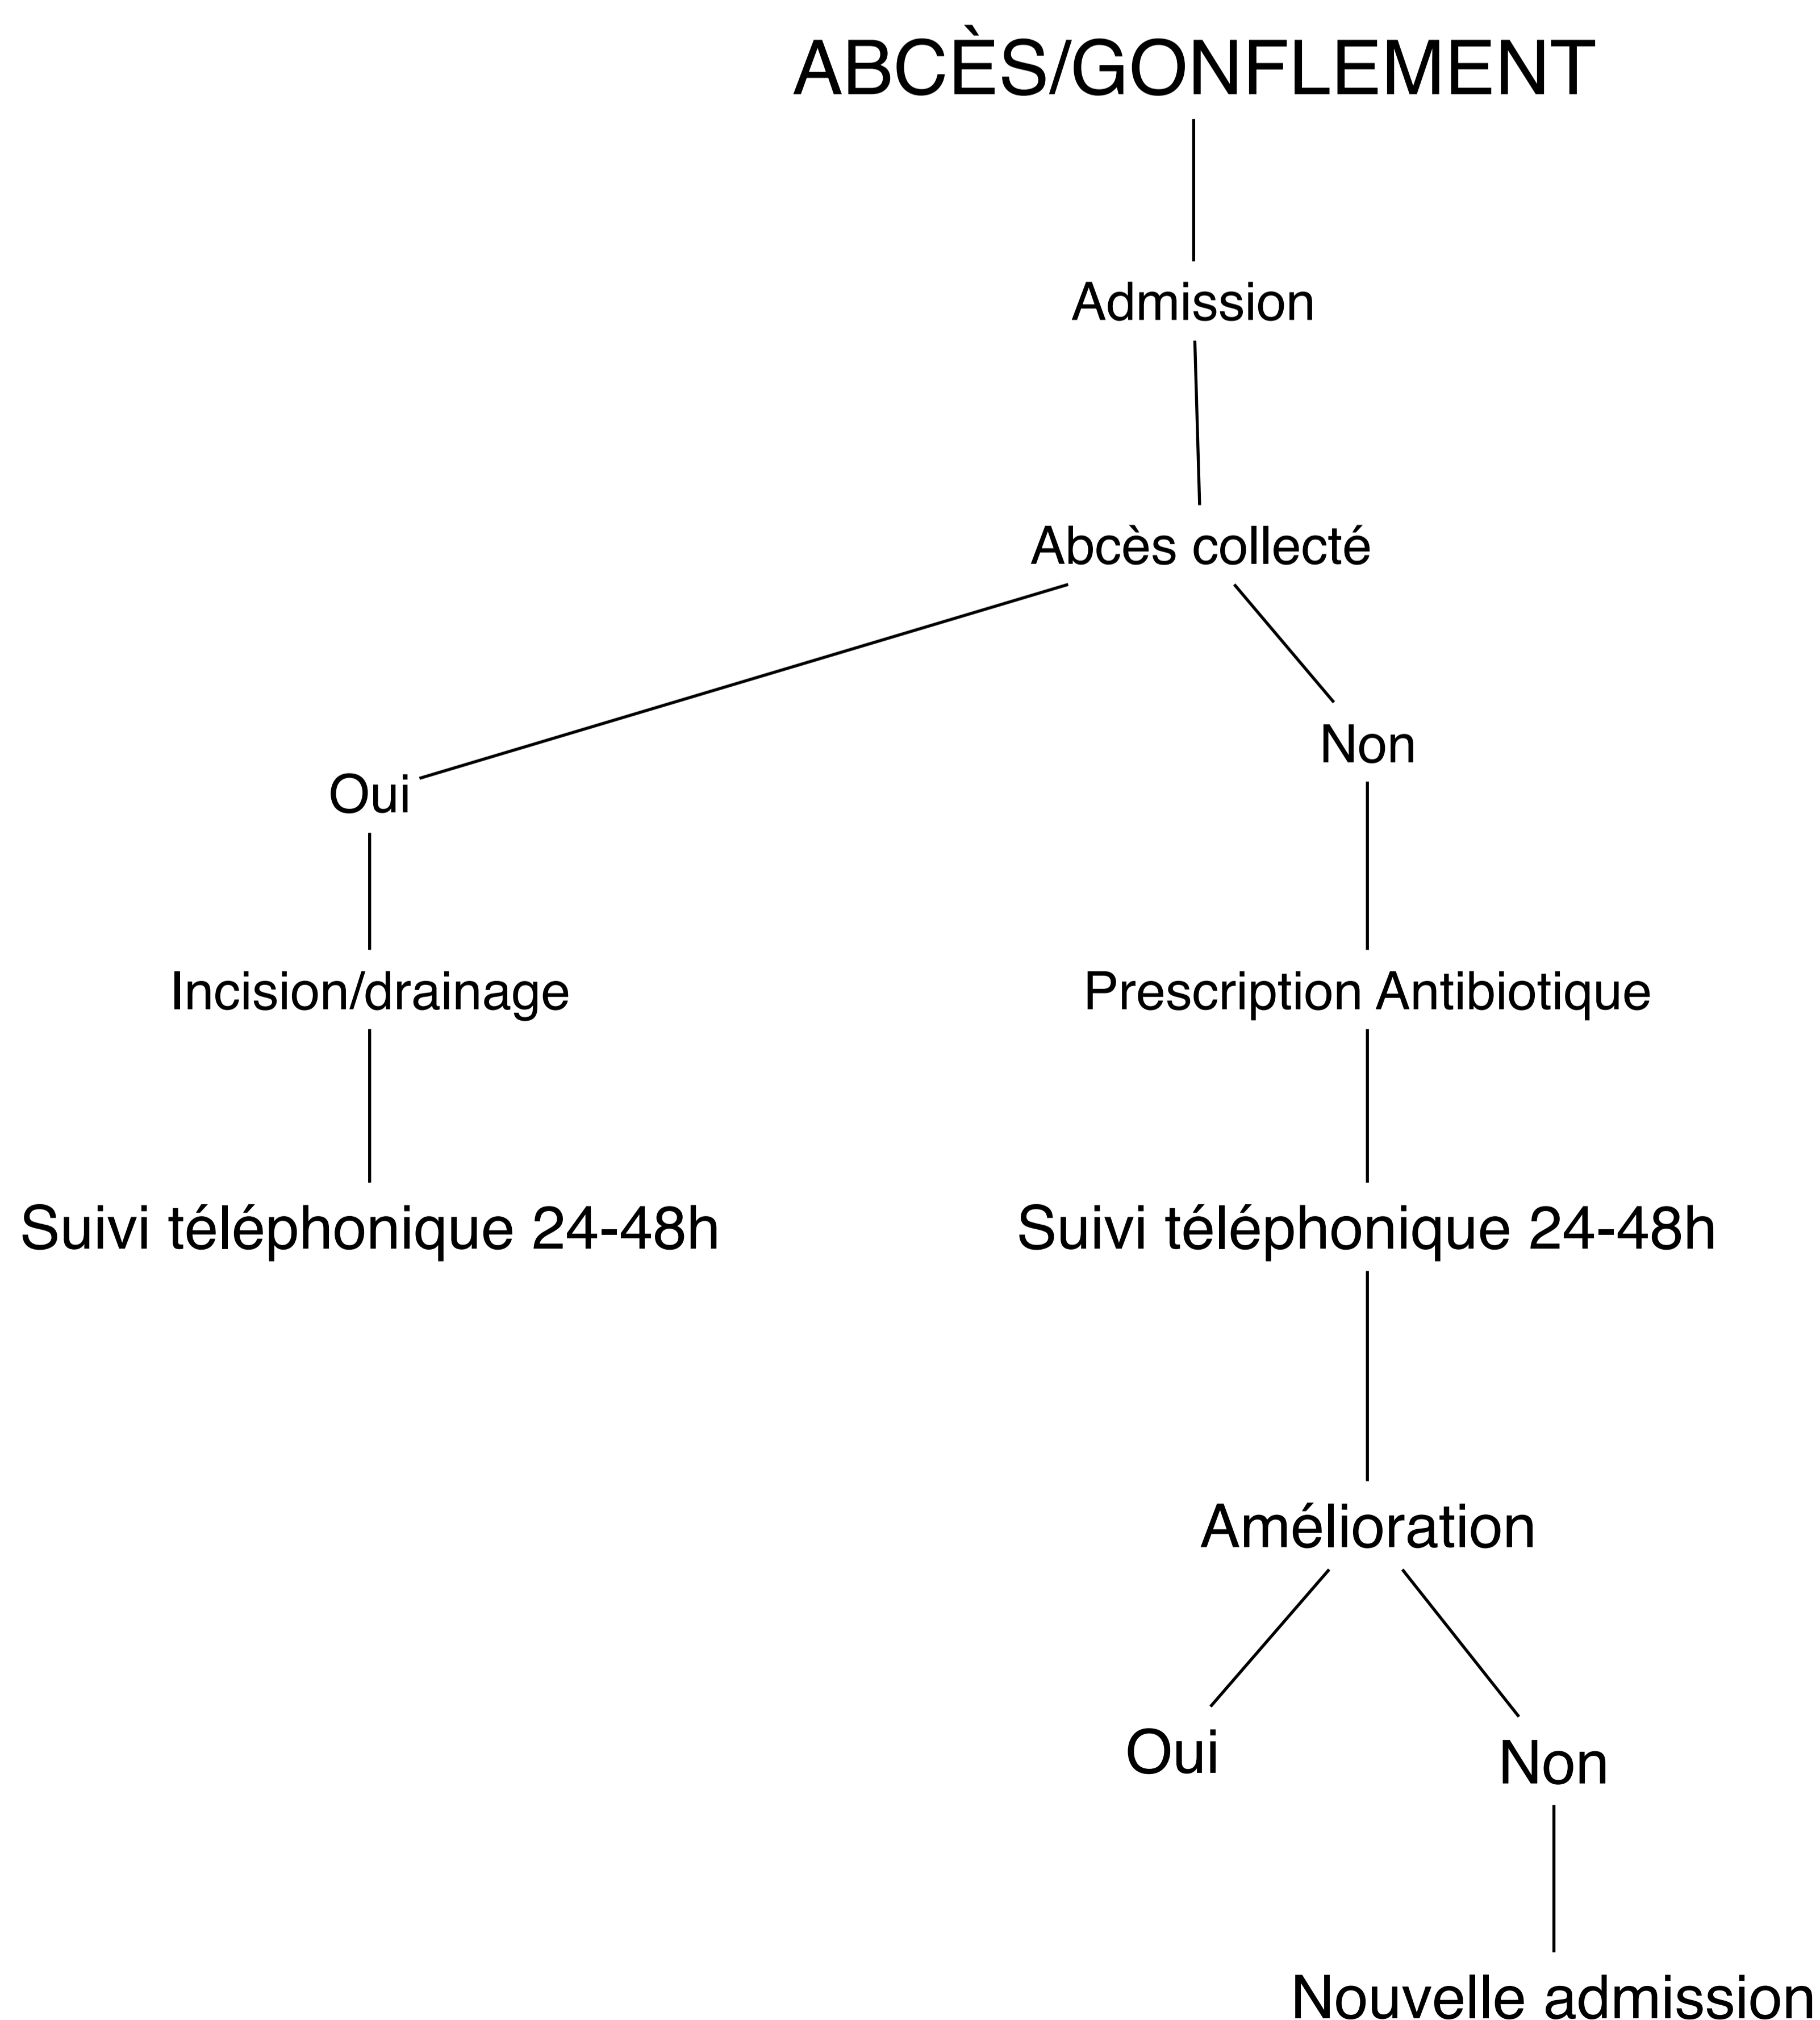 ABCÈS/GONFLEMENT
Admission
Abcès collecté
Oui
Non
Incision/drainage
Prescription Antibiotique
Suivi téléphonique 24-48h
Suivi téléphonique 24-48h
Amélioration
Oui
Non
Nouvelle admission